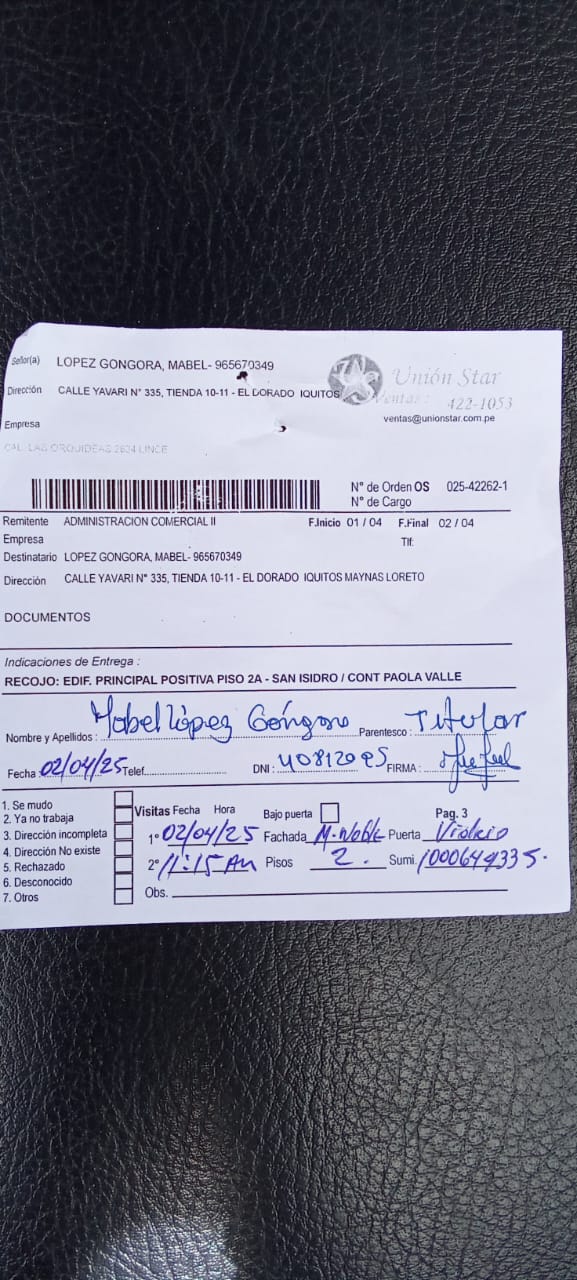 Señor(a) LOPEZ GONGORA, MABEL- 965670349
Dirección CALLE YAVARI N° 335, TIENDA 10-11 - EL DORADO IQUITOS
Empresa
Unión Star
Ventas: 422-1053
ventas@unionstar.com.pe
CAL. LAS ORQUIDEAS 2634 LINCE
N° de Orden OS 025-42262-1
N° de Cargo
Remitente ADMINISTRACION COMERCIAL II F.Inicio 01 / 04 F.Final 02 / 04
Empresa Tlf:
Destinatario LOPEZ GONGORA, MABEL- 965670349
Dirección CALLE YAVARI N° 335, TIENDA 10-11 - EL DORADO IQUITOS MAYNAS LORETO
DOCUMENTOS
Indicaciones de Entrega :
RECOJO: EDIF. PRINCIPAL POSITIVA PISO 2A - SAN ISIDRO / CONT PAOLA VALLE
Nombre y Apellidos : Mabel López Góngora Parentesco : Titular
Fecha : 02/04/25 Telef. DNI : 40812095 FIRMA :
1. Se mudo
2. Ya no trabaja
3. Dirección incompleta
4. Dirección No existe
5. Rechazado
6. Desconocido
7. Otros
Visitas Fecha Hora Bajo puerta Pag. 3
1° 02/04/25 Fachada M. Noble Puerta Vidrio
2° 11:15 AM Pisos 2. Sumi. 1000649335.
Obs.